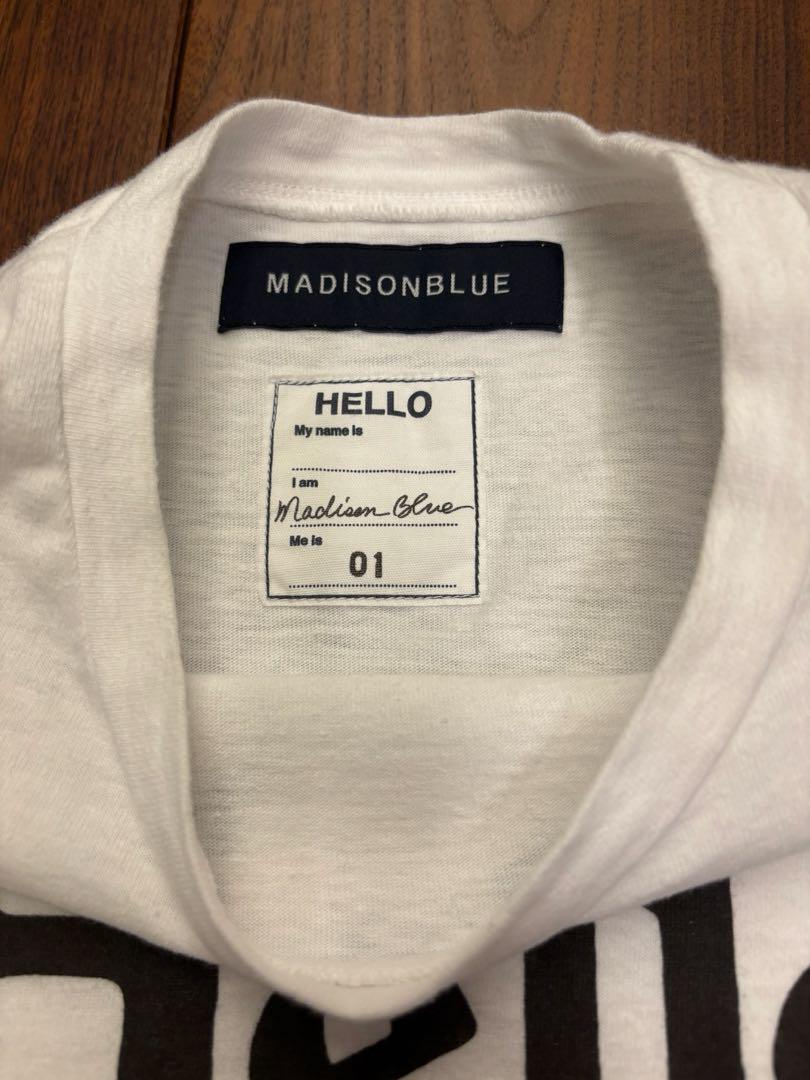 MADISONBLUE
HELLO
My name is
I am
Madison Blue
Me is
01